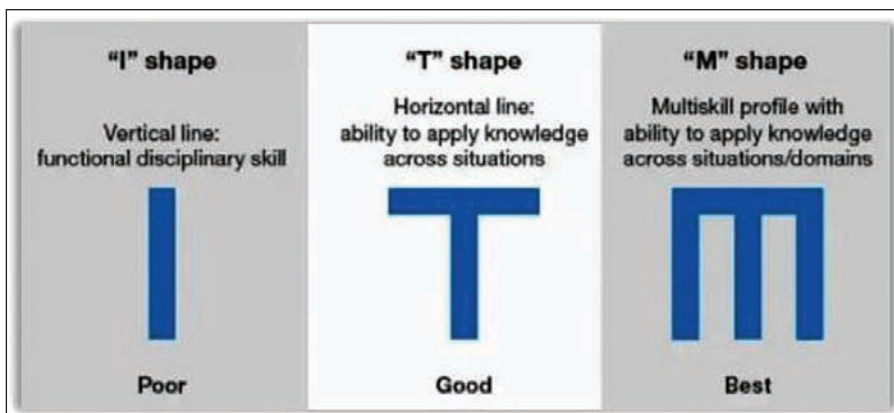 “I” shape
Vertical line:
functional disciplinary skill
Poor
“T” shape
Horizontal line:
ability to apply knowledge
across situations
Good
“M” shape
Multiskill profile with
ability to apply knowledge
across situations/domains
Best